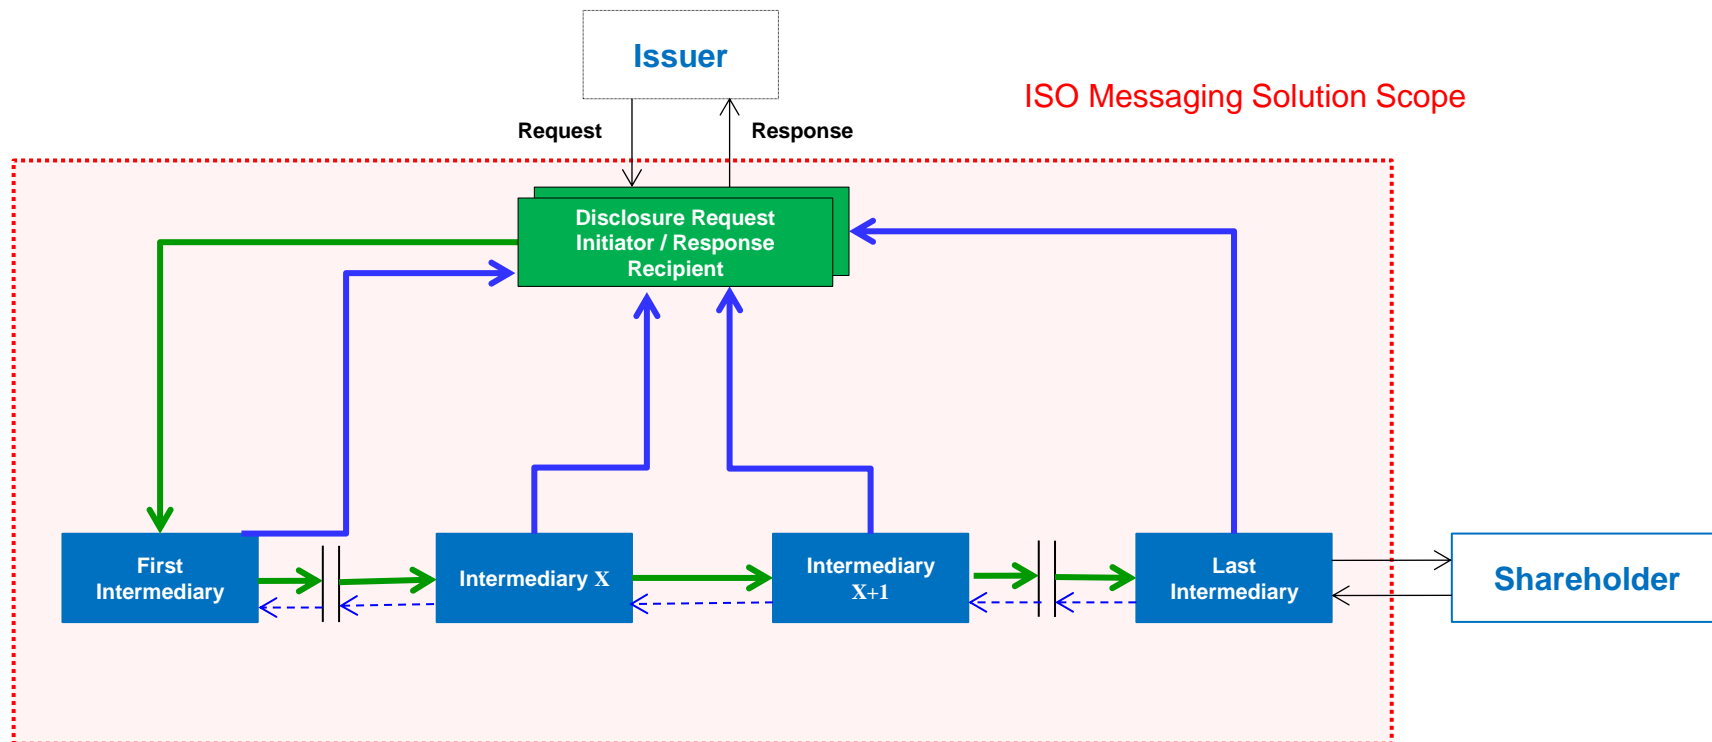 Issuer
ISO Messaging Solution Scope
Request
Response
Disclosure Request
Initiator / Response
Recipient
First
Intermediary
Intermediary X
Intermediary
X+1
Last
Intermediary
Shareholder